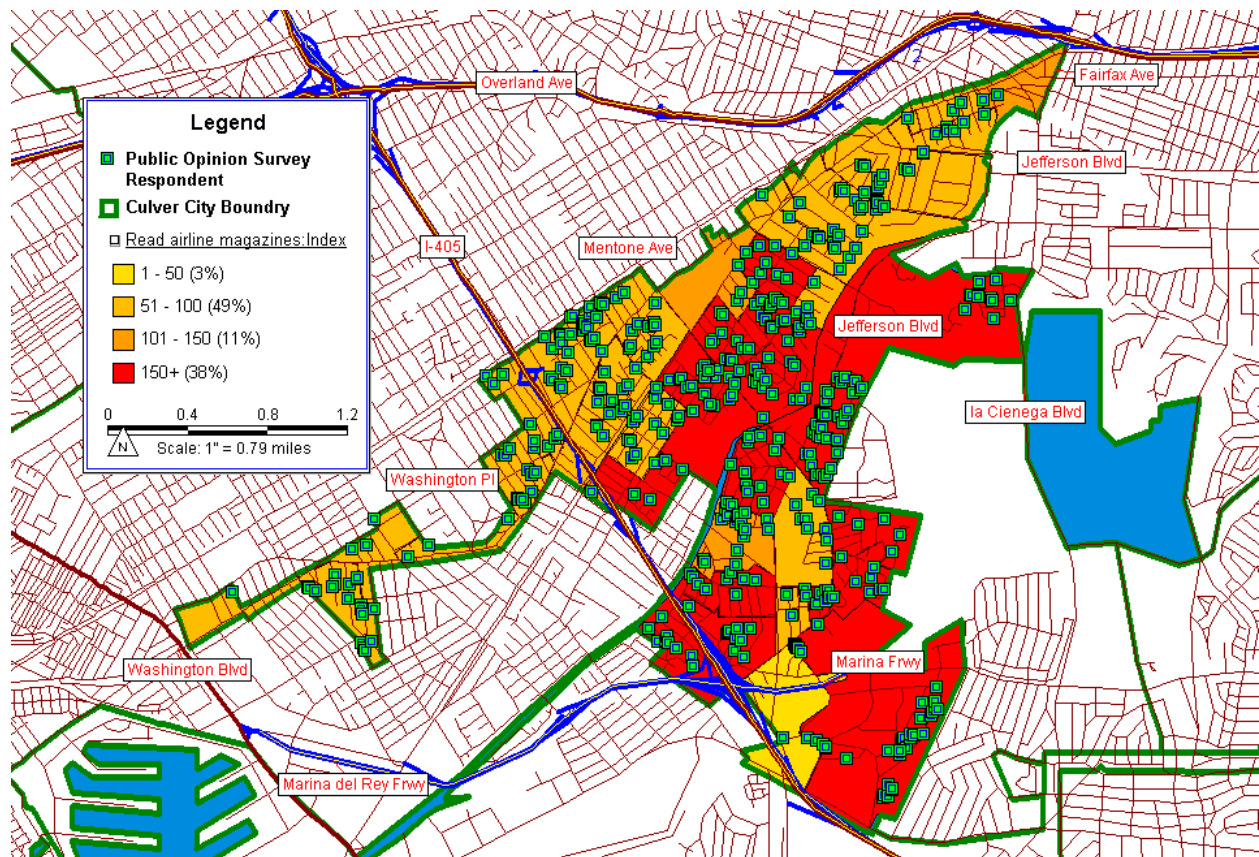 2
Overland Ave
Fairfax Ave
Legend
Public Opinion Survey
Respondent
Culver City Boundry
Read airline magazines:Index
1 - 50 (3%)
51 - 100 (49%)
101 - 150 (11%)
150+ (38%)
0 0.4 0.8 1.2
N
Scale: 1" = 0.79 miles
Jefferson Blvd
I-405
Mentone Ave
Jefferson Blvd
la Cienega Blvd
Washington Pl
Washington Blvd
Marina Frwy
Marina del Rey Frwy